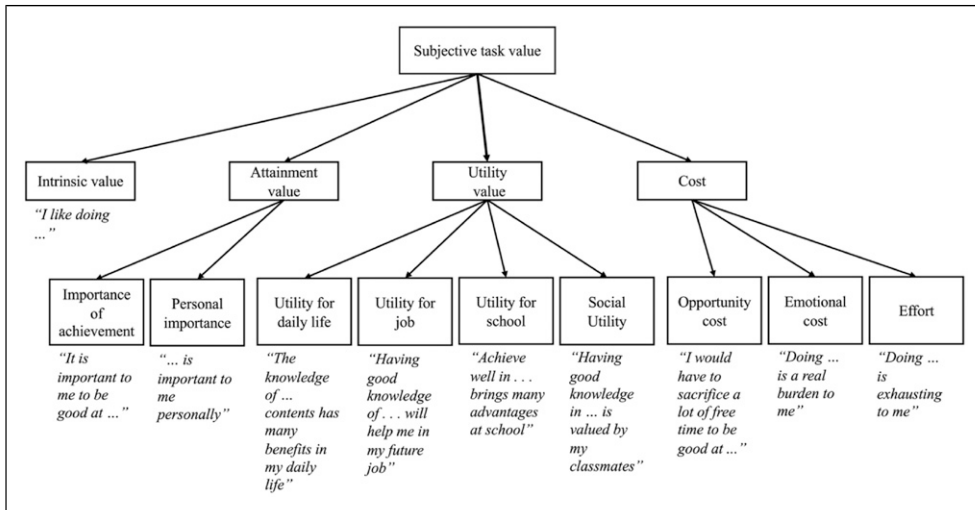 Subjective task value
Intrinsic value
“I like doing
...”
Attainment
value
Utility
value
Cost
Importance
of
achievement
“It is
important to
me to be
good at ...”
Personal
importance
“... is
important to
me
personally”
Utility for
daily life
“The
knowledge
of ...
contents has
many
benefits in
my daily
life”
Utility for
job
“Having
good
knowledge
of . . . will
help me in
my future
job”
Utility for
school
“Achieve
well in . . .
brings many
advantages
at school”
Social
Utility
“Having
good
knowledge
in ... is
valued by
my
classmates”
Opportunity
cost
“I would
have to
sacrifice a
lot of free
time to be
good at ...”
Emotional
cost
“Doing ...
is a real
burden to
me”
Effort
“Doing ... is
exhausting
to me”